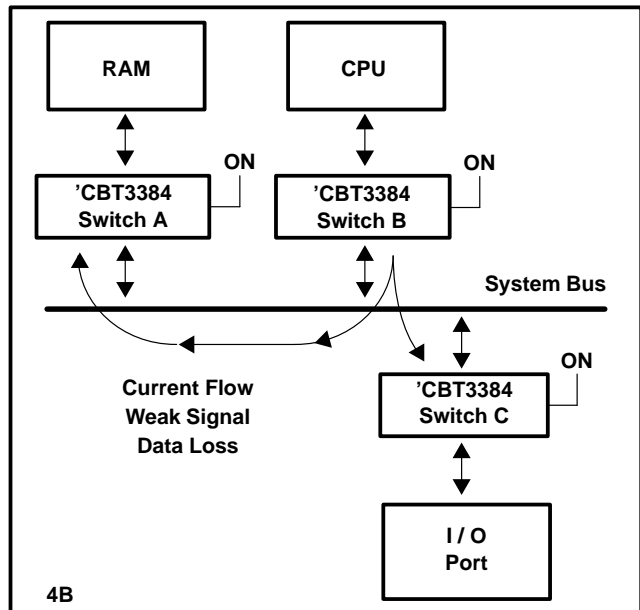 RAM
CPU
ON
ON
'CBT3384
Switch A
'CBT3384
Switch B
System Bus
ON
'CBT3384
Switch C
Current Flow
Weak Signal
Data Loss
I / O
Port
4B